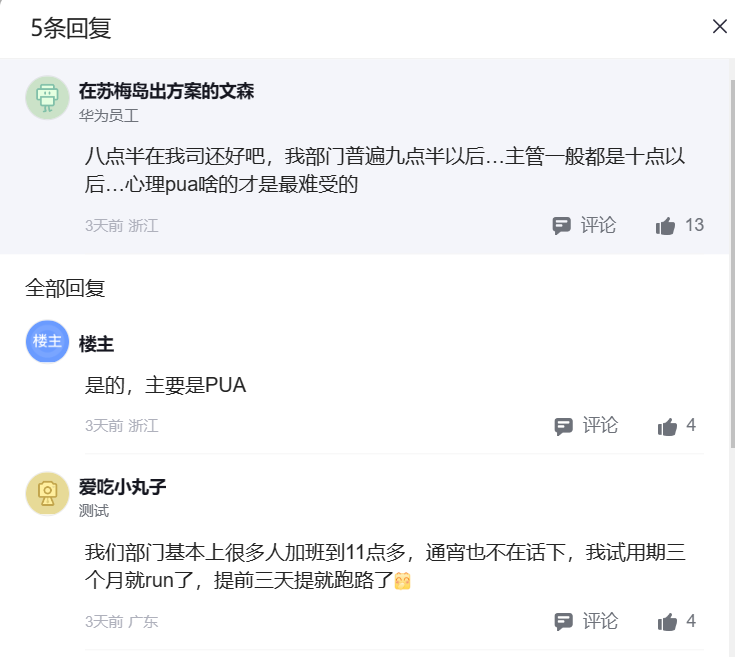 5条回复
在苏梅岛出方案的文森
华为员工
八点半在我司还好吧，我部门普遍九点半以后…主管一般都是十点以
后…心理pua啥的才是最难受的
3天前 浙江 评论 13
全部回复
楼主 楼主
是的，主要是PUA
3天前 浙江 评论 4
爱吃小丸子
测试
我们部门基本上很多人加班到11点多，通宵也不在话下，我试用期三
个月就run了，提前三天提就跑路了
3天前 广东 评论 4